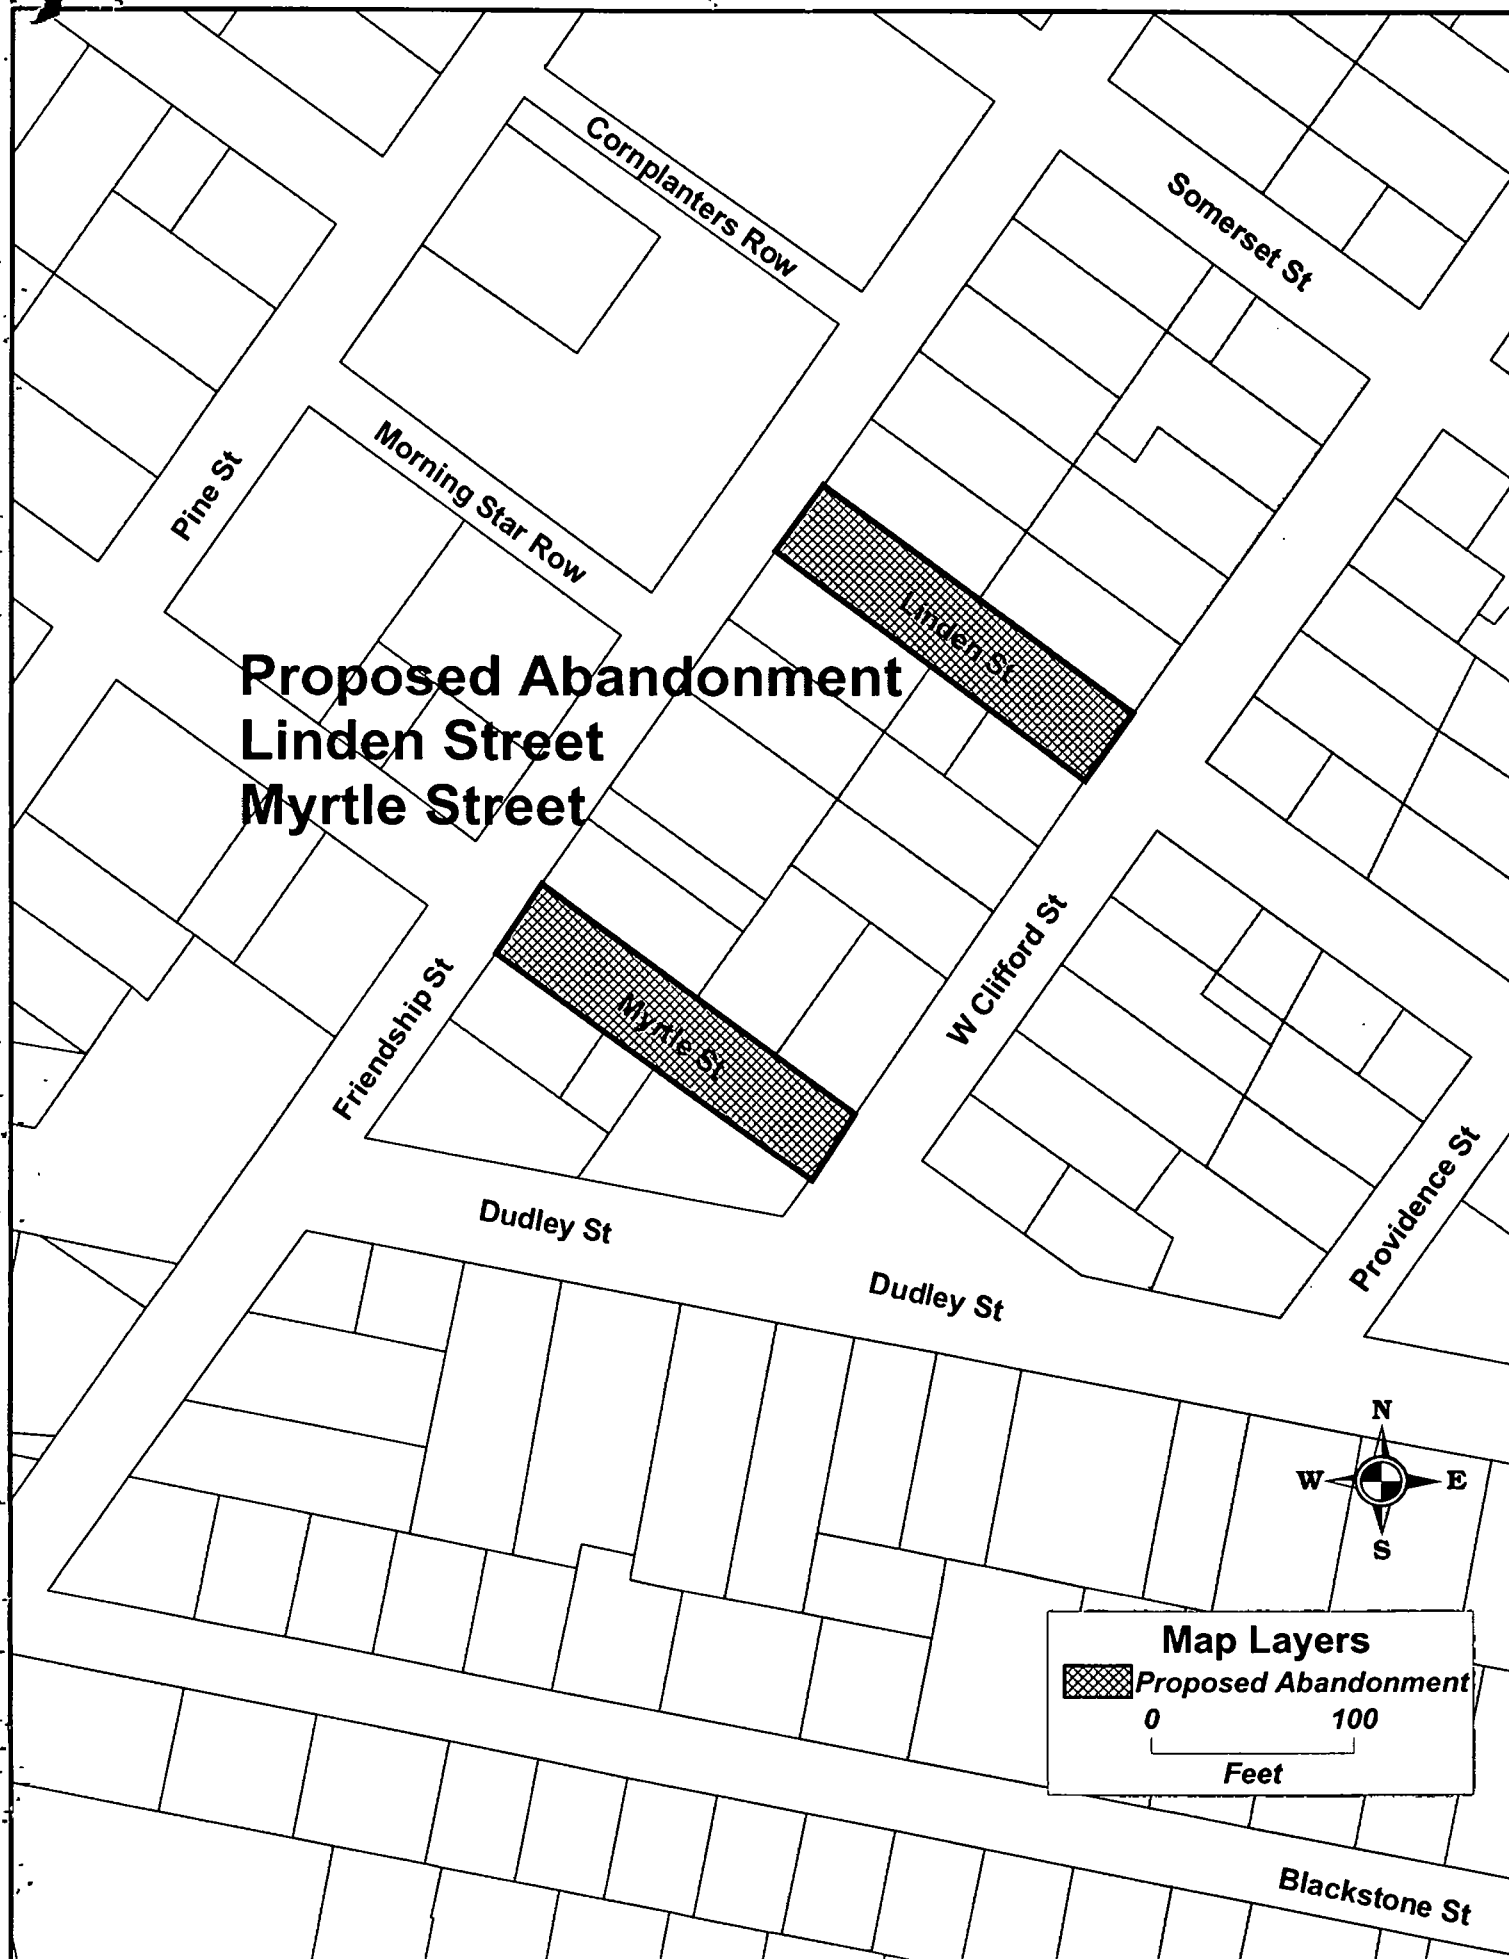 Cornplanters Row
Somerset St
Pine St
Morning Star Row
Linden St
Proposed Abandonment
Linden Street
Myrtle Street
W Clifford St
Friendship St
Myrtle St
Providence St
Dudley St
Dudley St
N
W E
S
Map Layers
Proposed Abandonment
0 100
Feet
Blackstone St